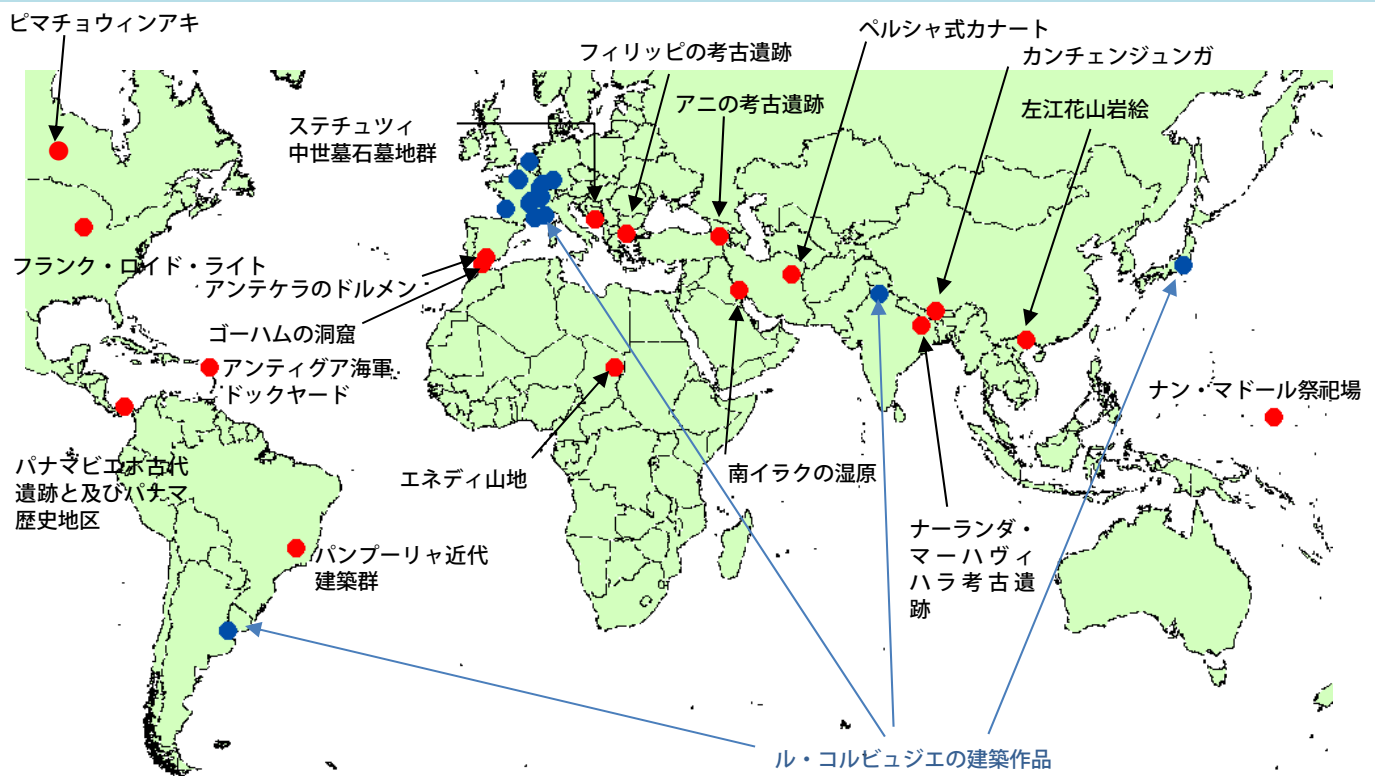 ピマチョウィンアキ
ペルシャ式カナート
フィリッピの考古遺跡
カンチェンジュンガ
アニの考古遺跡
左江花山岩絵
ステチュツィ
中世墓石墓地群
フランク・ロイド・ライト
アンテケラのドルメン
ゴーハムの洞窟
アンティグア海軍
ドックヤード
ナン・マドール祭祀場
パナマビエホ古代
遺跡と及びパナマ
歴史地区
エネディ山地
南イラクの湿原
ナーランダ・
マーハヴィ
ハラ考古遺
跡
パンプーリャ近代
建築群
ル・コルビュジエの建築作品